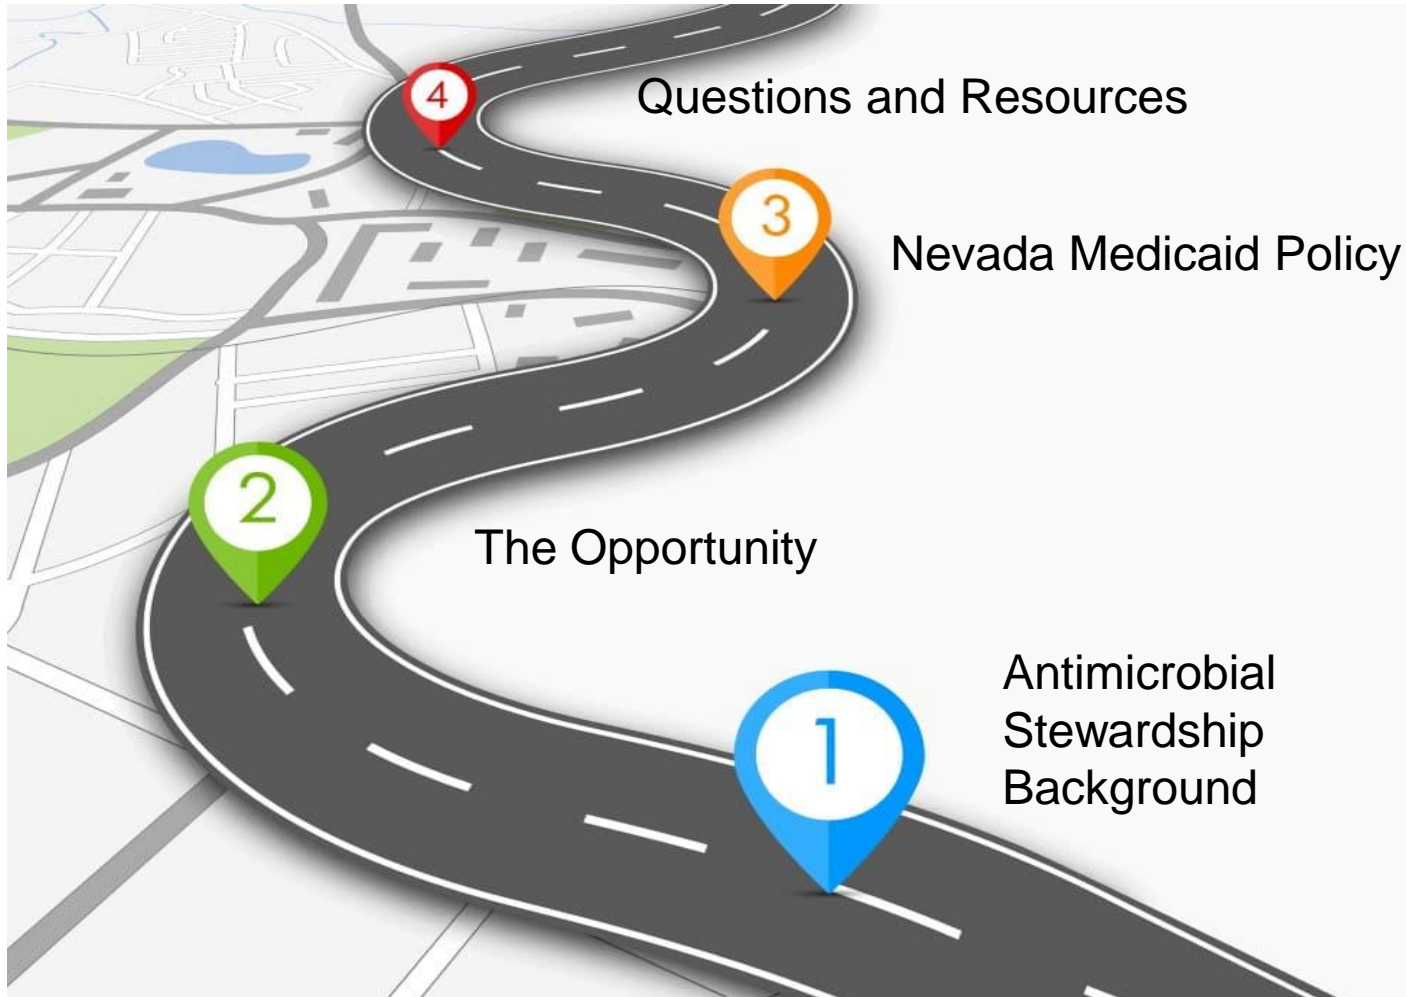 4
Questions and Resources
3
Nevada Medicaid Policy
2
The Opportunity
1
Antimicrobial
Stewardship
Background